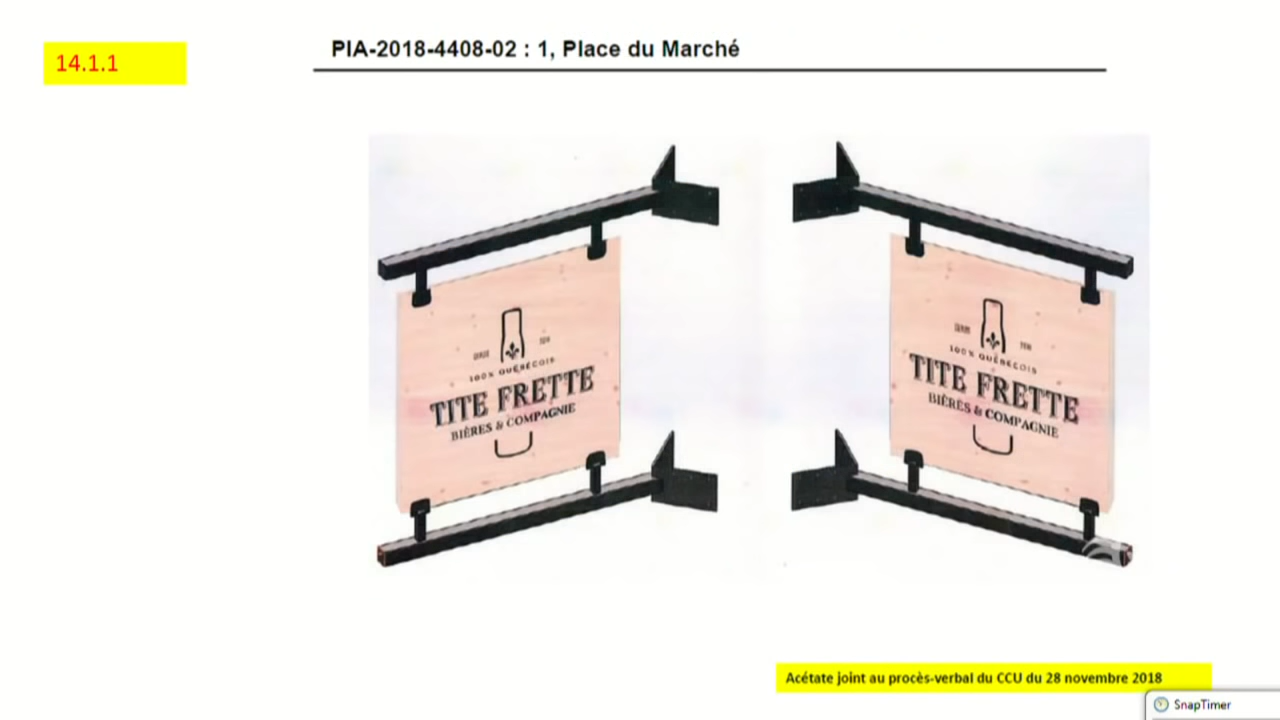 14.1.1
PIA-2018-4408-02 : 1, Place du Marché
100% QUÉBÉCOIS
TITE FRETTE
BIÈRES & COMPAGNIE
100% QUÉBÉCOIS
TITE FRETTE
BIÈRES & COMPAGNIE
Acétate joint au procès-verbal du CCU du 28 novembre 2018
SnapTimer